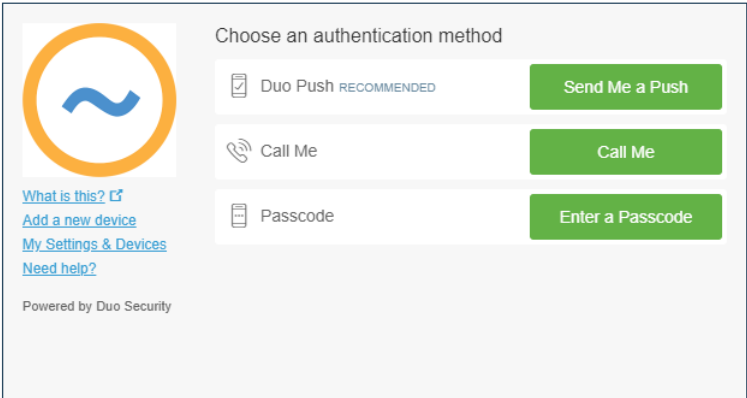 Choose an authentication method
Duo Push RECOMMENDED
Send Me a Push
Call Me
Call Me
Passcode
Enter a Passcode
What is this?
Add a new device
My Settings & Devices
Need help?
Powered by Duo Security